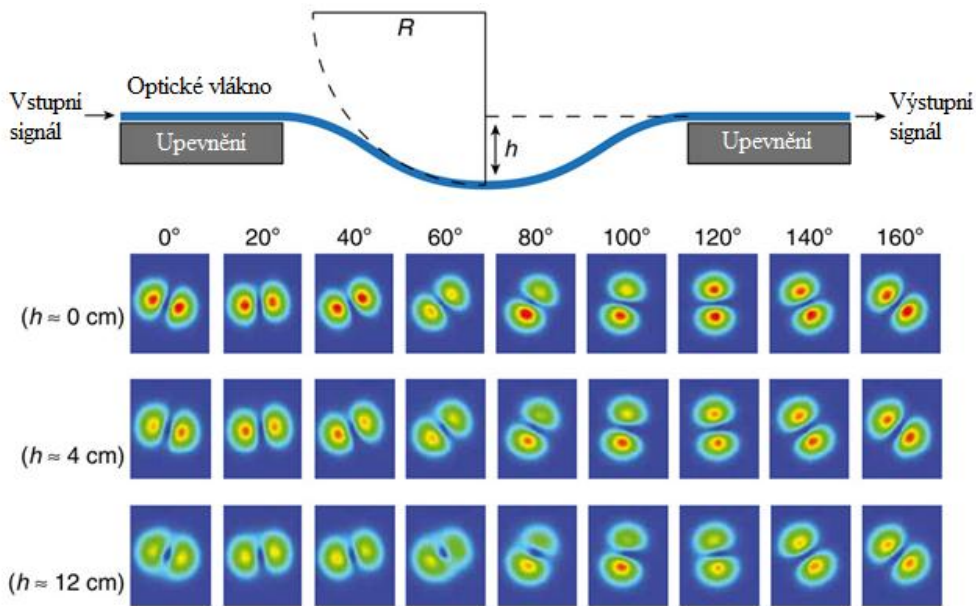 R
Optické vlákno
Vstupní
signál
Výstupní
signál
Upevnění
h
Upevnění
0° 20° 40° 60° 80° 100° 120° 140° 160°
(h ≈ 0 cm)
(h ≈ 4 cm)
(h ≈ 12 cm)